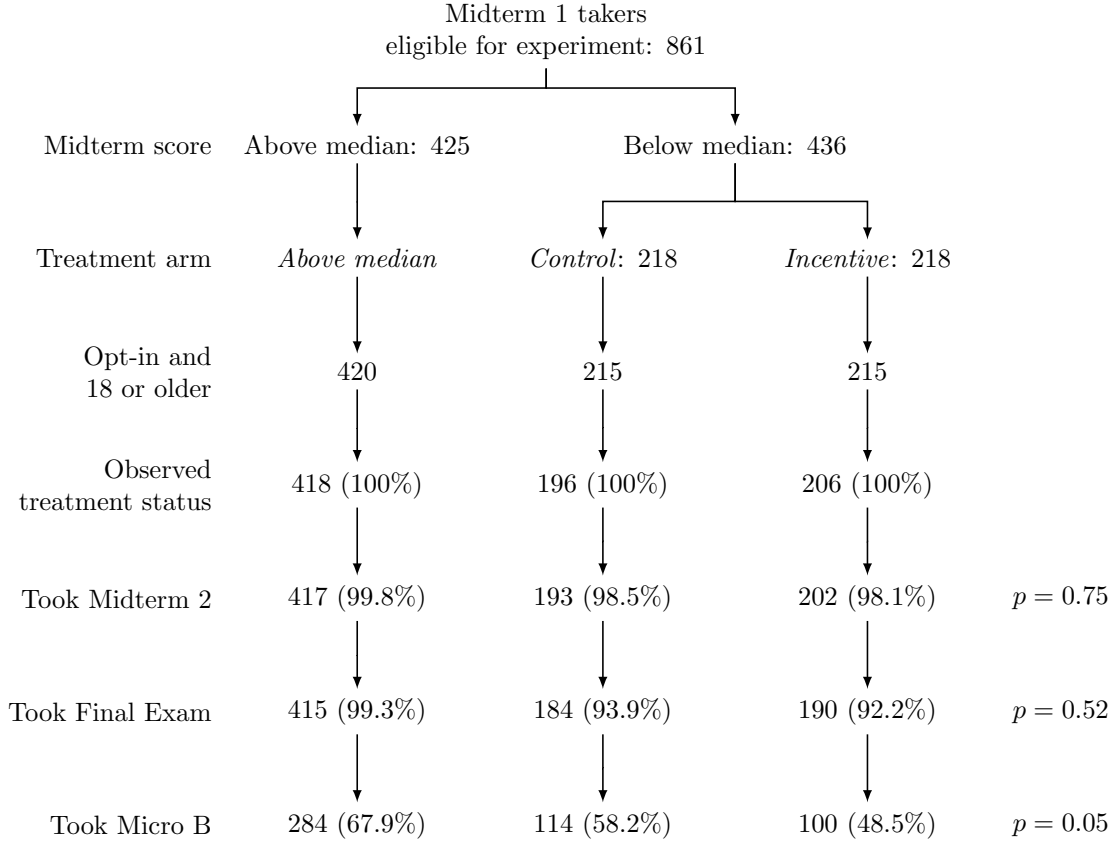 Midterm 1 takers
eligible for experiment: 861
Midterm score Above median: 425 Below median: 436
Treatment arm Above median Control: 218 Incentive: 218
Opt-in and
18 or older
420 215 215
Observed
treatment status
418 (100%) 196 (100%) 206 (100%)
Took Midterm 2 417 (99.8%) 193 (98.5%) 202 (98.1%) p = 0.75
Took Final Exam 415 (99.3%) 184 (93.9%) 190 (92.2%) p = 0.52
Took Micro B 284 (67.9%) 114 (58.2%) 100 (48.5%) p = 0.05